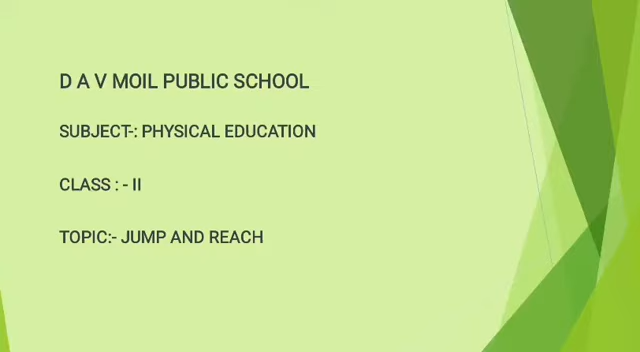 D A V MOIL PUBLIC SCHOOL
SUBJECT-: PHYSICAL EDUCATION
CLASS : - II
TOPIC:- JUMP AND REACH